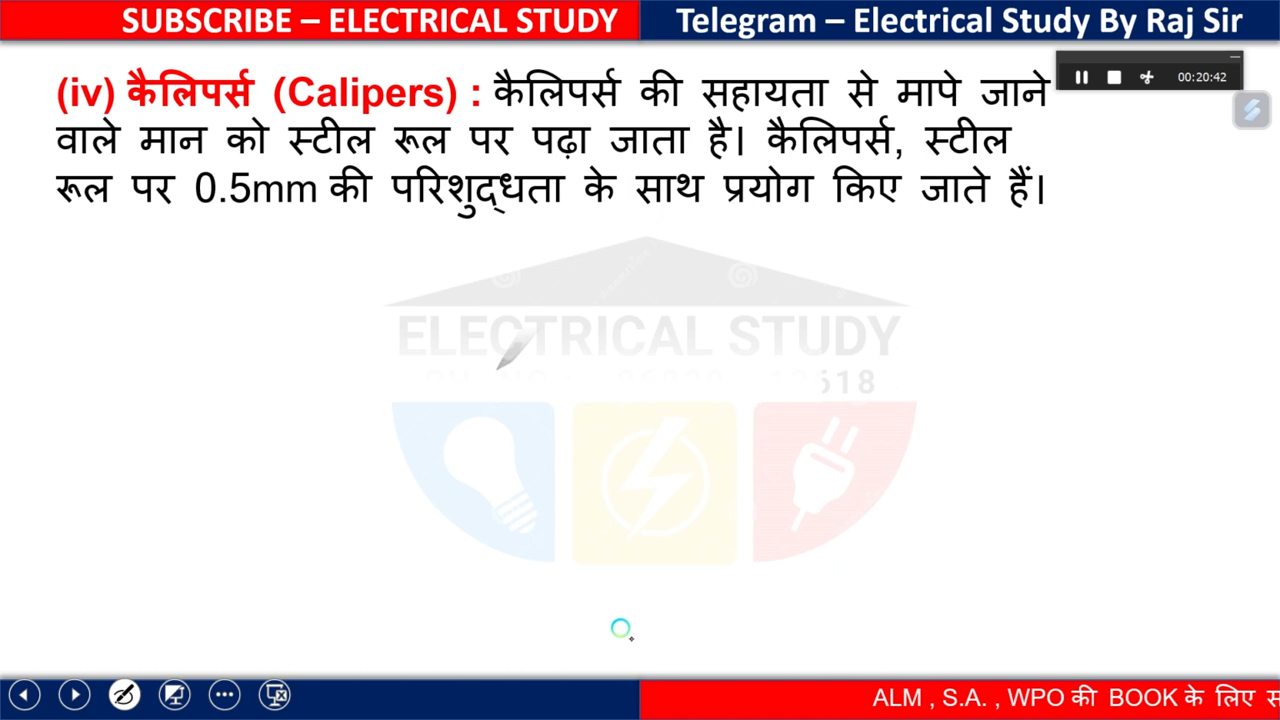 SUBSCRIBE – ELECTRICAL STUDY
Telegram – Electrical Study By Raj Sir
00:20:42
(iv) कैलिपर्स (Calipers) : कैलिपर्स की सहायता से मापे जाने
वाले मान को स्टील रूल पर पढ़ा जाता है। कैलिपर्स, स्टील
रूल पर 0.5mm की परिशुद्धता के साथ प्रयोग किए जाते हैं।
ELECTRICAL STUDY
ALM , S.A. , WPO की BOOK के लिए